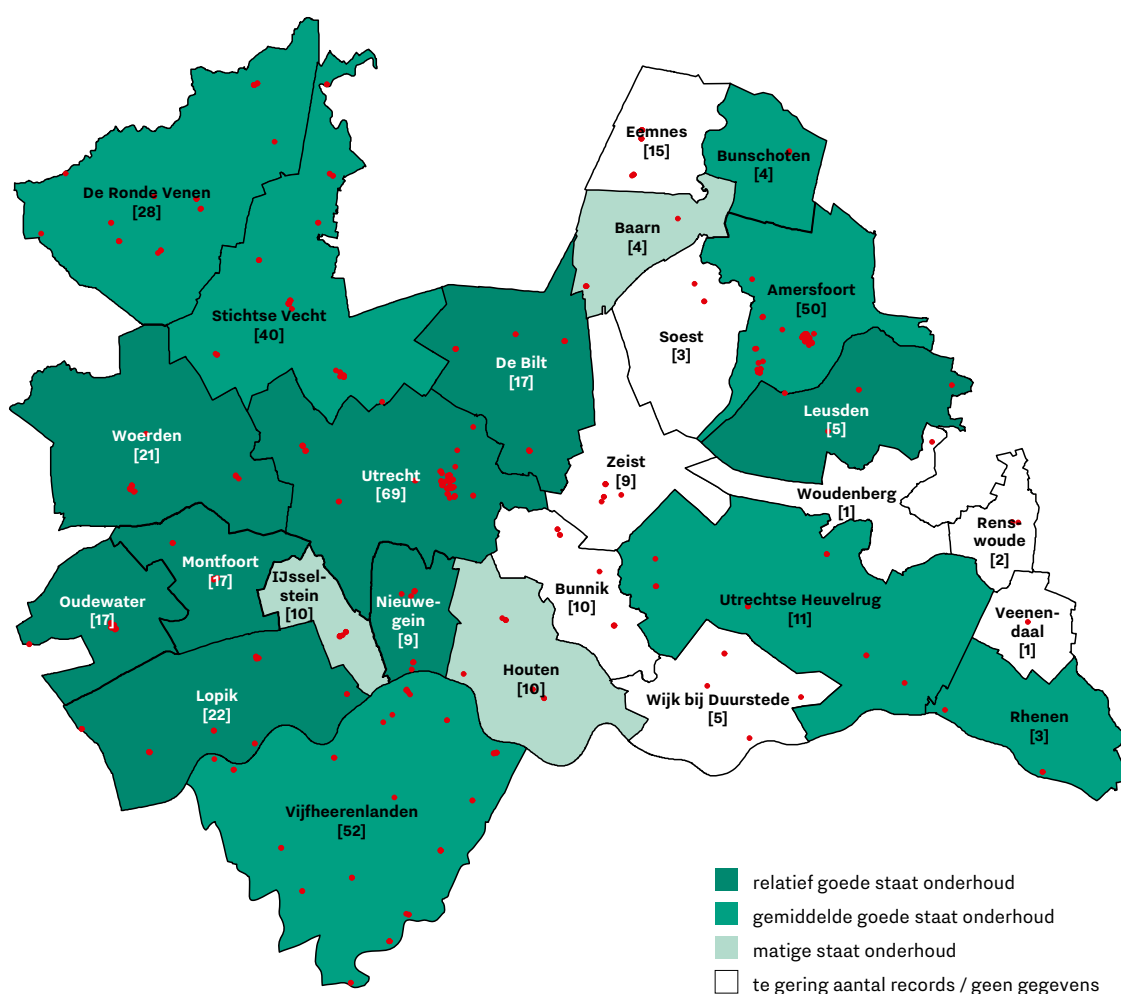 Eemnes
[15]
Bunschoten
[4]
De Ronde Venen
[28]
Baarn
[4]
Amersfoort
[50]
Stichtse Vecht
[40]
Soest
[3]
De Bilt
[17]
Leusden
[5]
Woerden
[21]
Zeist
[9]
Utrecht
[69]
Woudenberg
[1]
Rens-
woude
[2]
Montfoort
[17]
IJssel-
stein
[10]
Nieuwe-
gein
[9]
Bunnik
[10]
Oudewater
[17]
Utrechtse Heuvelrug
[11]
Veenen-
daal
[1]
Houten
[10]
Lopik
[22]
Wijk bij Duurstede
[5]
Rhenen
[3]
Vijfheerenlanden
[52]
relatief goede staat onderhoud
gemiddelde goede staat onderhoud
matige staat onderhoud
te gering aantal records / geen gegevens